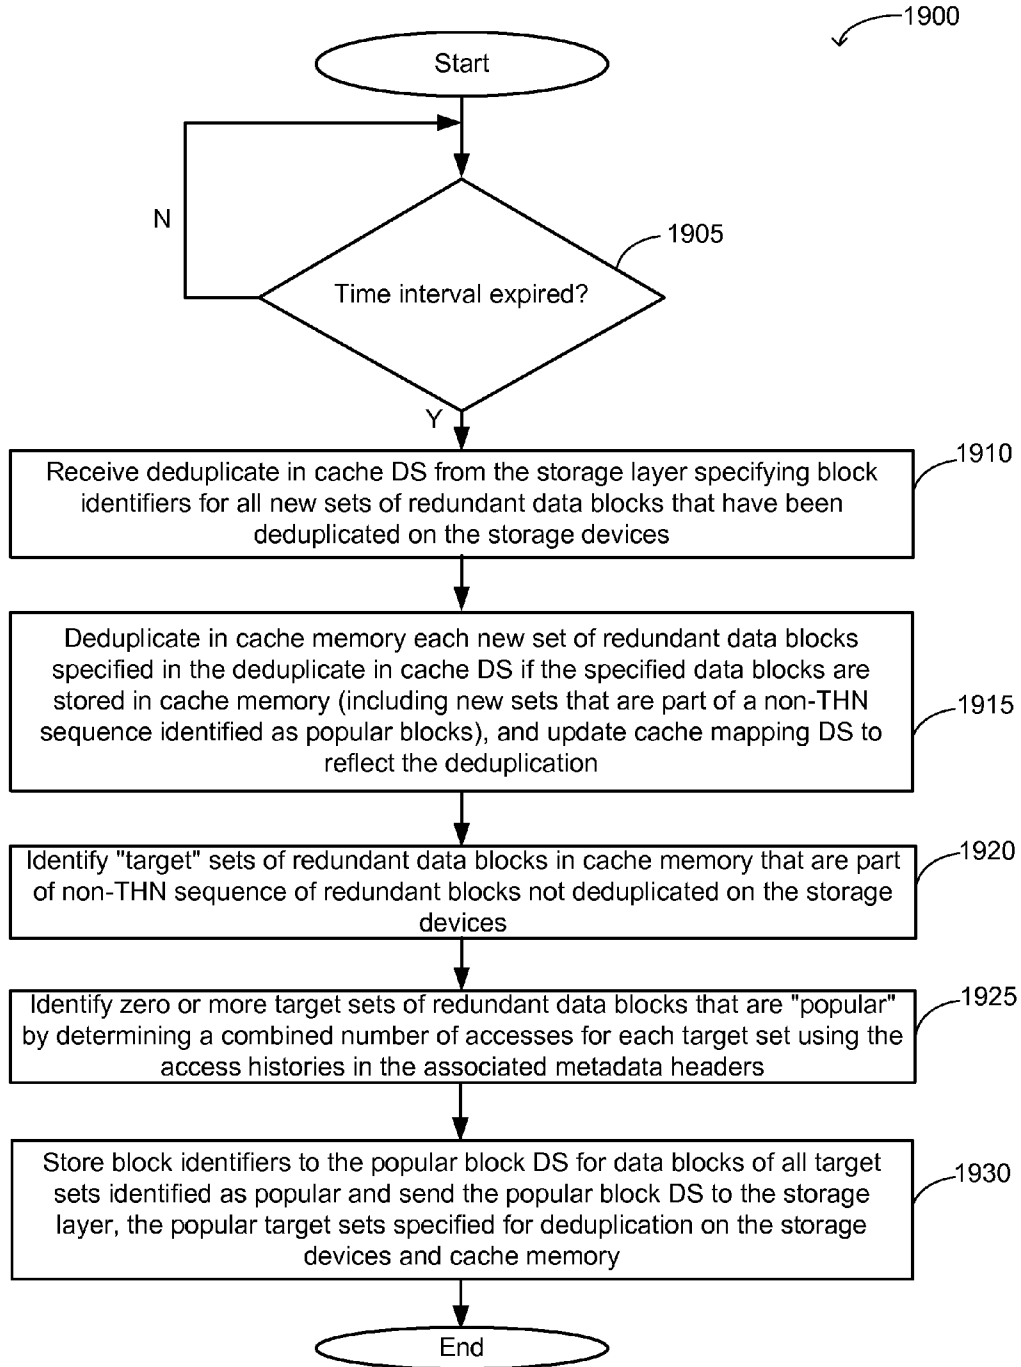 1900
Start
N
1905
Time interval expired?
Y
1910
Receive deduplicate in cache DS from the storage layer specifying block
identifiers for all new sets of redundant data blocks that have been
deduplicated on the storage devices
Deduplicate in cache memory each new set of redundant data blocks
specified in the deduplicate in cache DS if the specified data blocks are
stored in cache memory (including new sets that are part of a non-THN
sequence identified as popular blocks), and update cache mapping DS to
reflect the deduplication
1915
Identify "target" sets of redundant data blocks in cache memory that are part
of non-THN sequence of redundant blocks not deduplicated on the storage
devices
1920
Identify zero or more target sets of redundant data blocks that are "popular"
by determining a combined number of accesses for each target set using the
access histories in the associated metadata headers
1925
Store block identifiers to the popular block DS for data blocks of all target
sets identified as popular and send the popular block DS to the storage
layer, the popular target sets specified for deduplication on the storage
devices and cache memory
1930
End